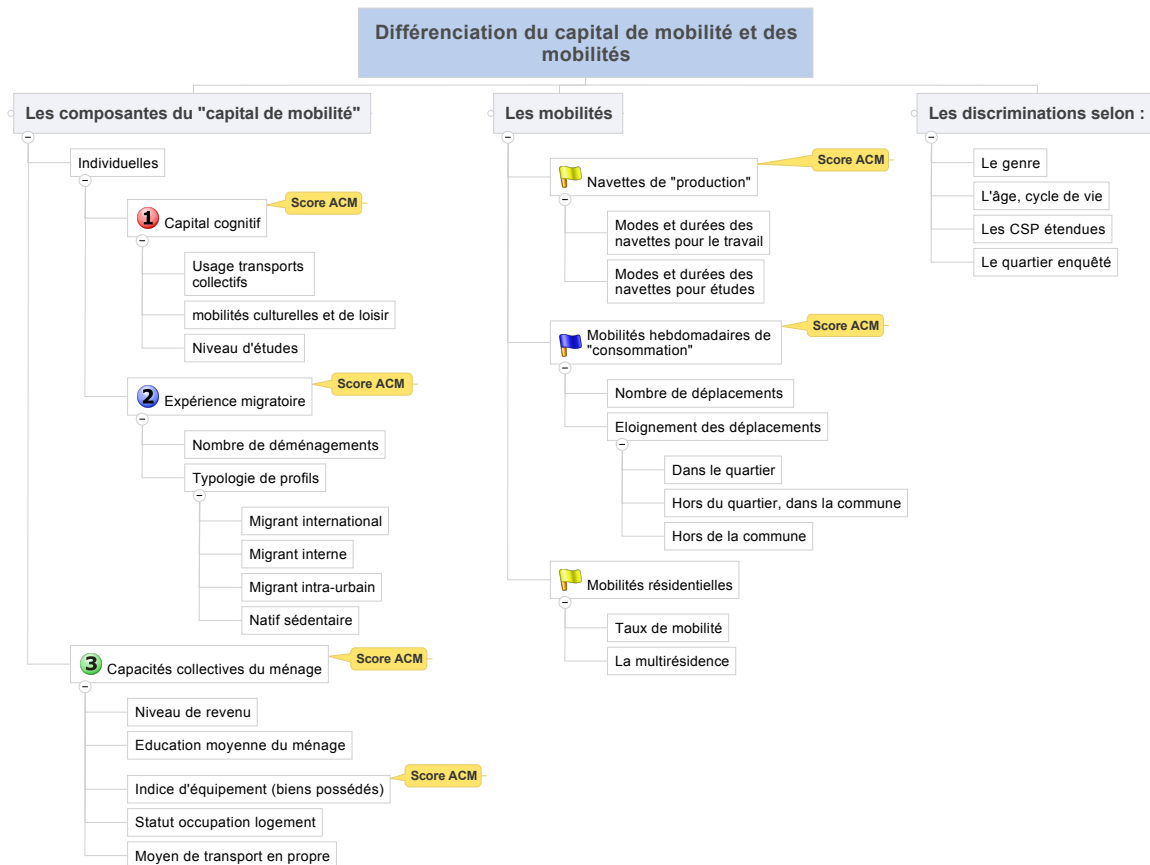 Différenciation du capital de mobilité et des
mobilités
Les composantes du "capital de mobilité"
Individuelles
Score ACM
1 Capital cognitif
Usage transports
collectifs
mobilités culturelles et de loisir
Niveau d'études
Score ACM
2 Expérience migratoire
Nombre de déménagements
Typologie de profils
Migrant international
Migrant interne
Migrant intra-urbain
Natif sédentaire
Score ACM
3 Capacités collectives du ménage
Niveau de revenu
Education moyenne du ménage
Score ACM
Indice d'équipement (biens possédés)
Statut occupation logement
Moyen de transport en propre
Les mobilités
Score ACM
Navettes de "production"
Modes et durées des
navettes pour le travail
Modes et durées des
navettes pour études
Score ACM
Mobilités hebdomadaires de
"consommation"
Nombre de déplacements
Eloignement des déplacements
Dans le quartier
Hors du quartier, dans la commune
Hors de la commune
Mobilités résidentielles
Taux de mobilité
La multirésidence
Les discriminations selon :
Le genre
L'âge, cycle de vie
Les CSP étendues
Le quartier enquêté